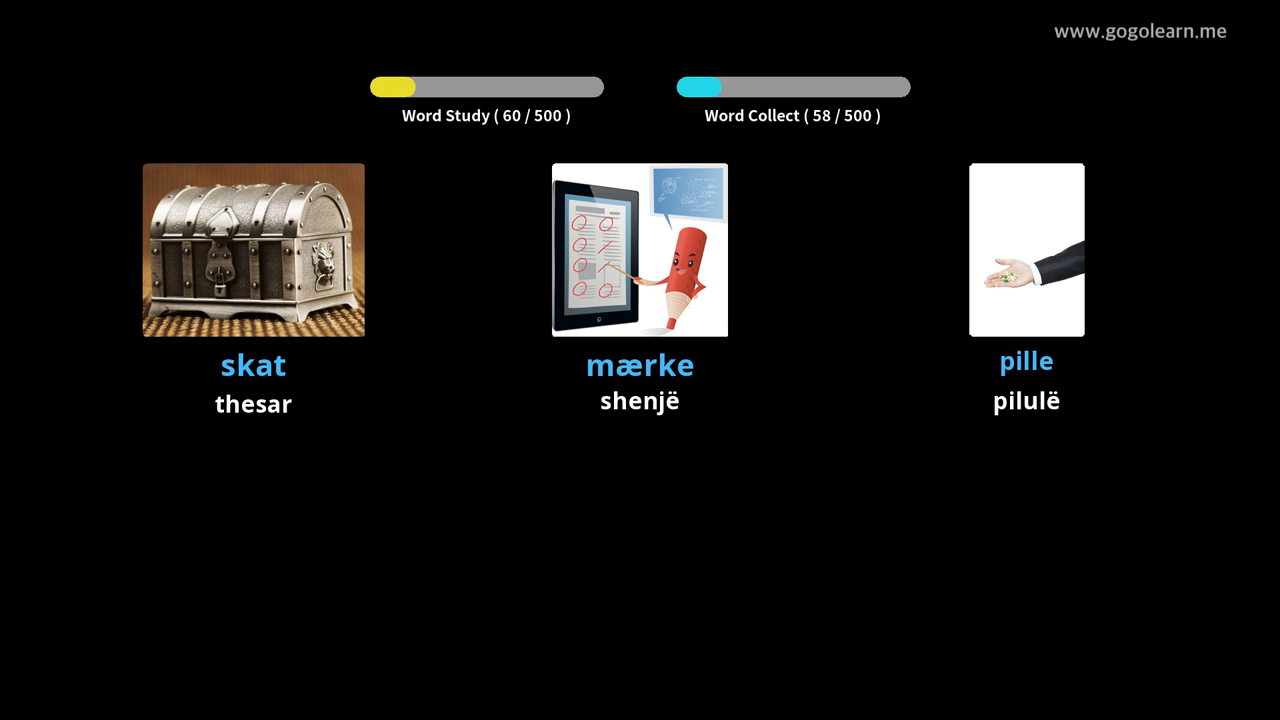 www.gogolearn.me
Word Study ( 60 / 500 )
Word Collect ( 58 / 500 )
skat
thesar
mærke
shenjë
pille
pilulë